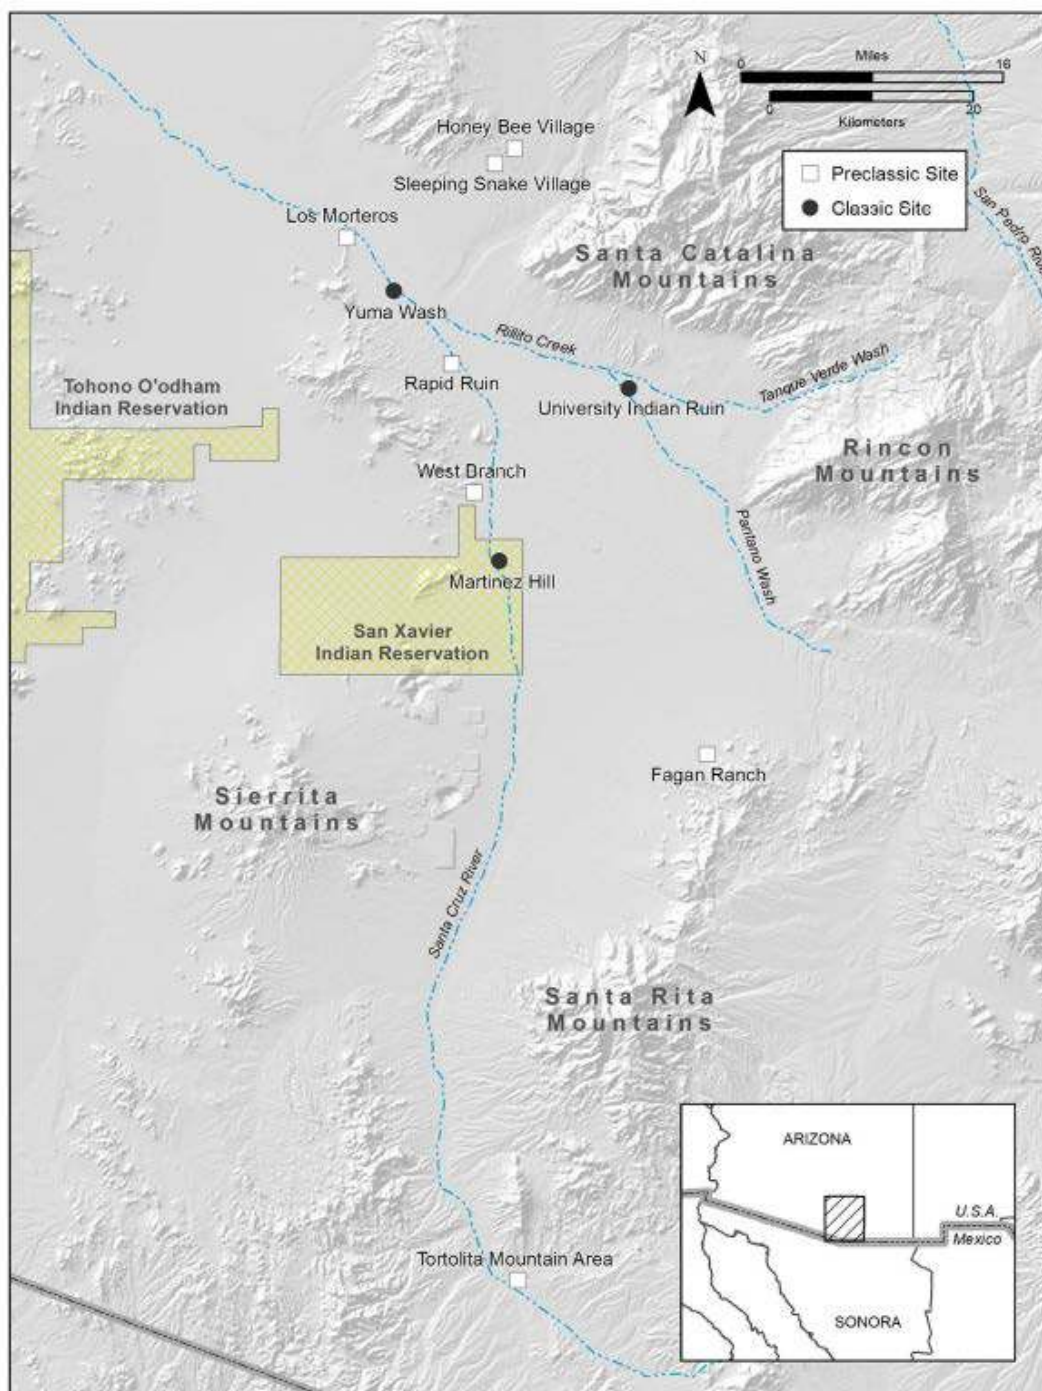 N
0
Miles
16
0
20
Kilometers
Honey Bee Village
Sleeping Snake Village
Preclassic Site
Classic Site
Los Morteros
San Pedro River
Santa Catalina
Mountains
Yuma Wash
Rillito Creek
Rapid Ruin
Tanque Verde Wash
Tohono O'odham
Indian Reservation
University Indian Ruin
Rincon
Mountains
West Branch
Pantano Wash
Martinez Hill
San Xavier
Indian Reservation
Fagan Ranch
Sierrita
Mountains
Santa Cruz River
Santa Rita
Mountains
ARIZONA
U.S.A.
Mexico
SONORA
Tortolita Mountain Area